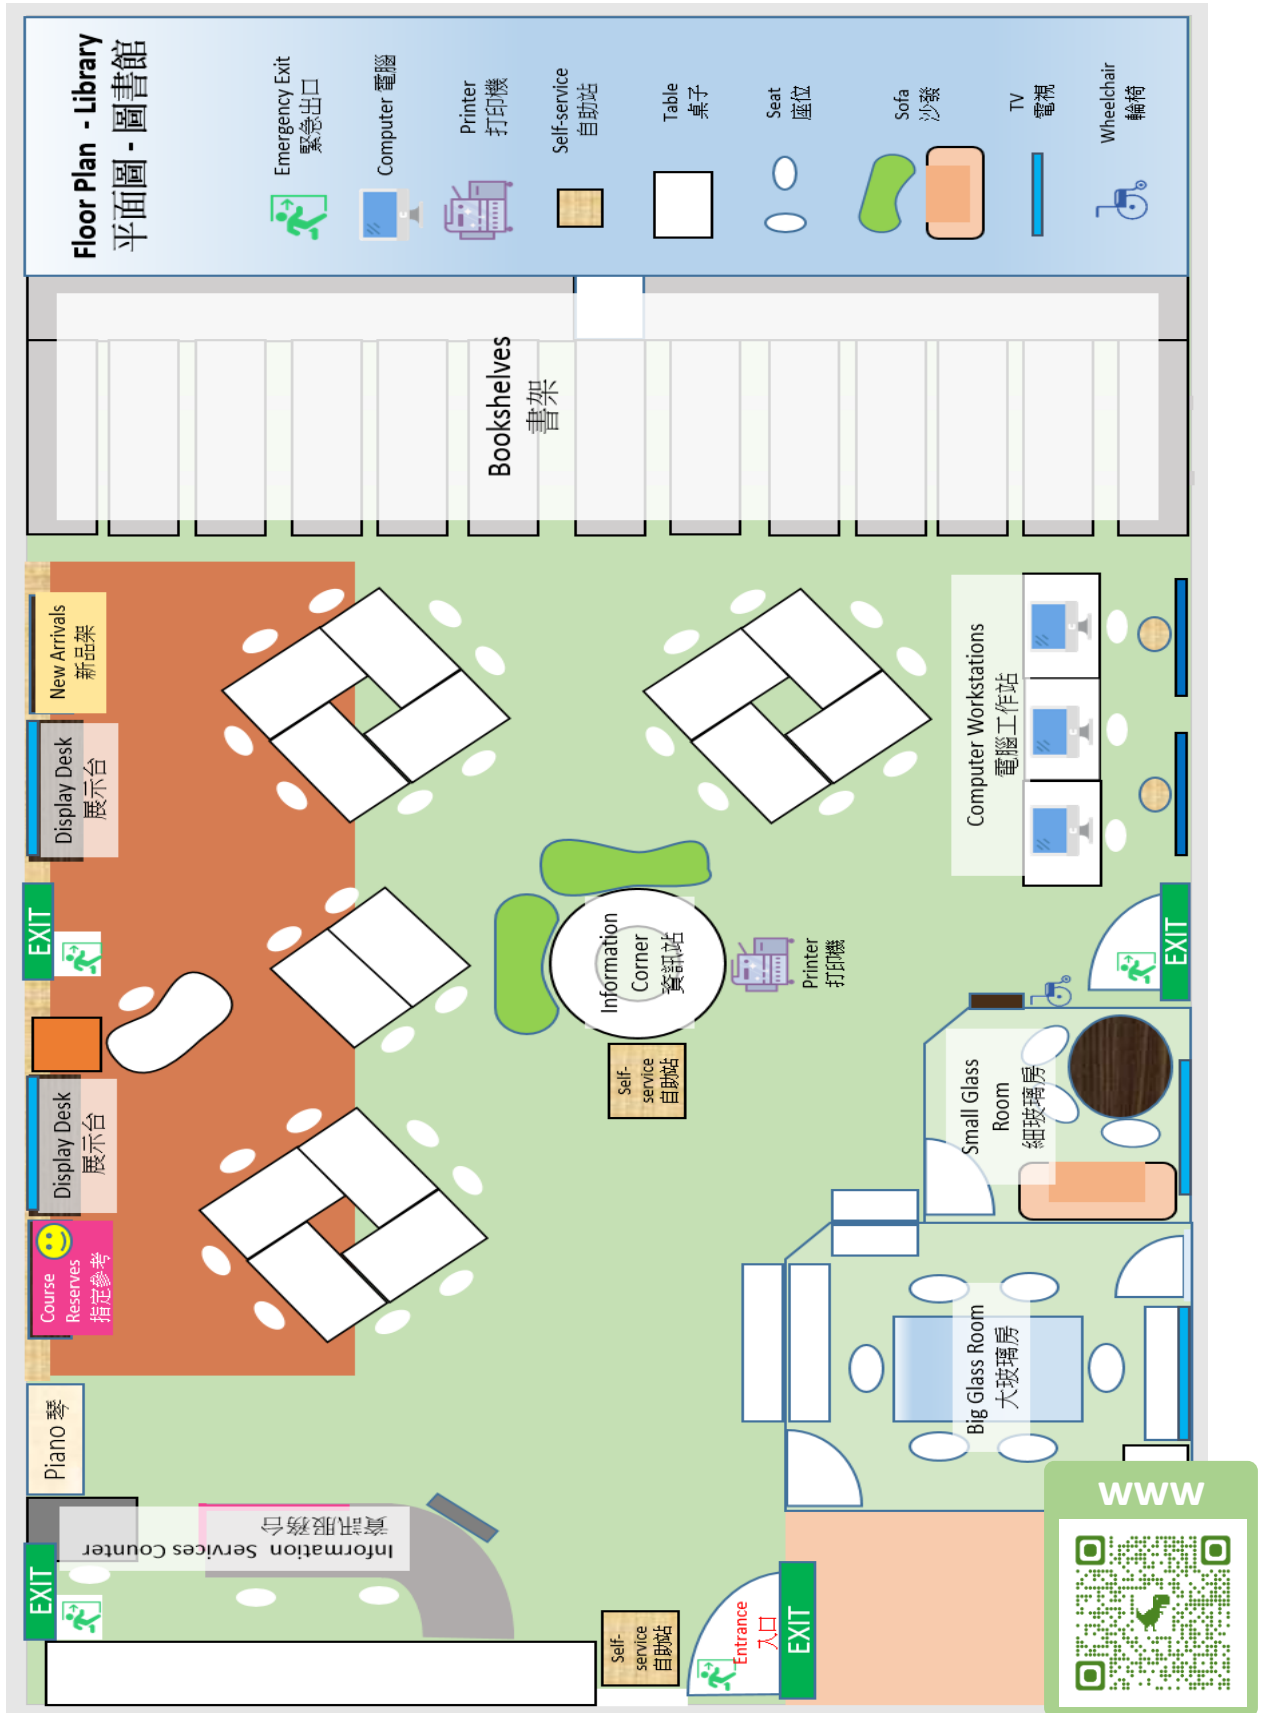 Floor Plan - Library
平面圖 - 圖書館
Emergency Exit
緊急出口
Computer 電腦
Printer
打印機
Self-service
自助站
Table
桌子
Seat
座位
Sofa
沙發
TV
電視
Wheelchair
輪椅
Bookshelves
書架
New Arrivals
新品架
Display Desk
展示台
EXIT
Display Desk
展示台
Course
Reserves
指定參考
Piano 琴
Information Services Counter
資訊服務台
EXIT
Information
Corner
資訊站
Printer
打印機
Self-
service
自助站
Computer Workstations
電腦工作站
EXIT
Small Glass
Room
細玻璃房
Big Glass Room
大玻璃房
Self-
service
自助站
Entrance
入口
EXIT
www